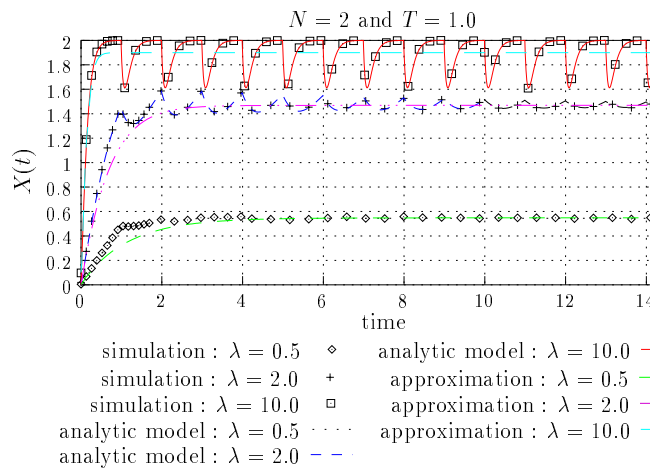 N = 2 and T = 1.0
X(t)
2
1.8
1.6
1.4
1.2
1
0.8
0.6
0.4
0.2
0
0 2 4 6 8 10 12 14
time
simulation : λ = 0.5
simulation : λ = 2.0
simulation : λ = 10.0
analytic model : λ = 0.5
analytic model : λ = 2.0
analytic model : λ = 10.0
approximation : λ = 0.5
approximation : λ = 2.0
approximation : λ = 10.0